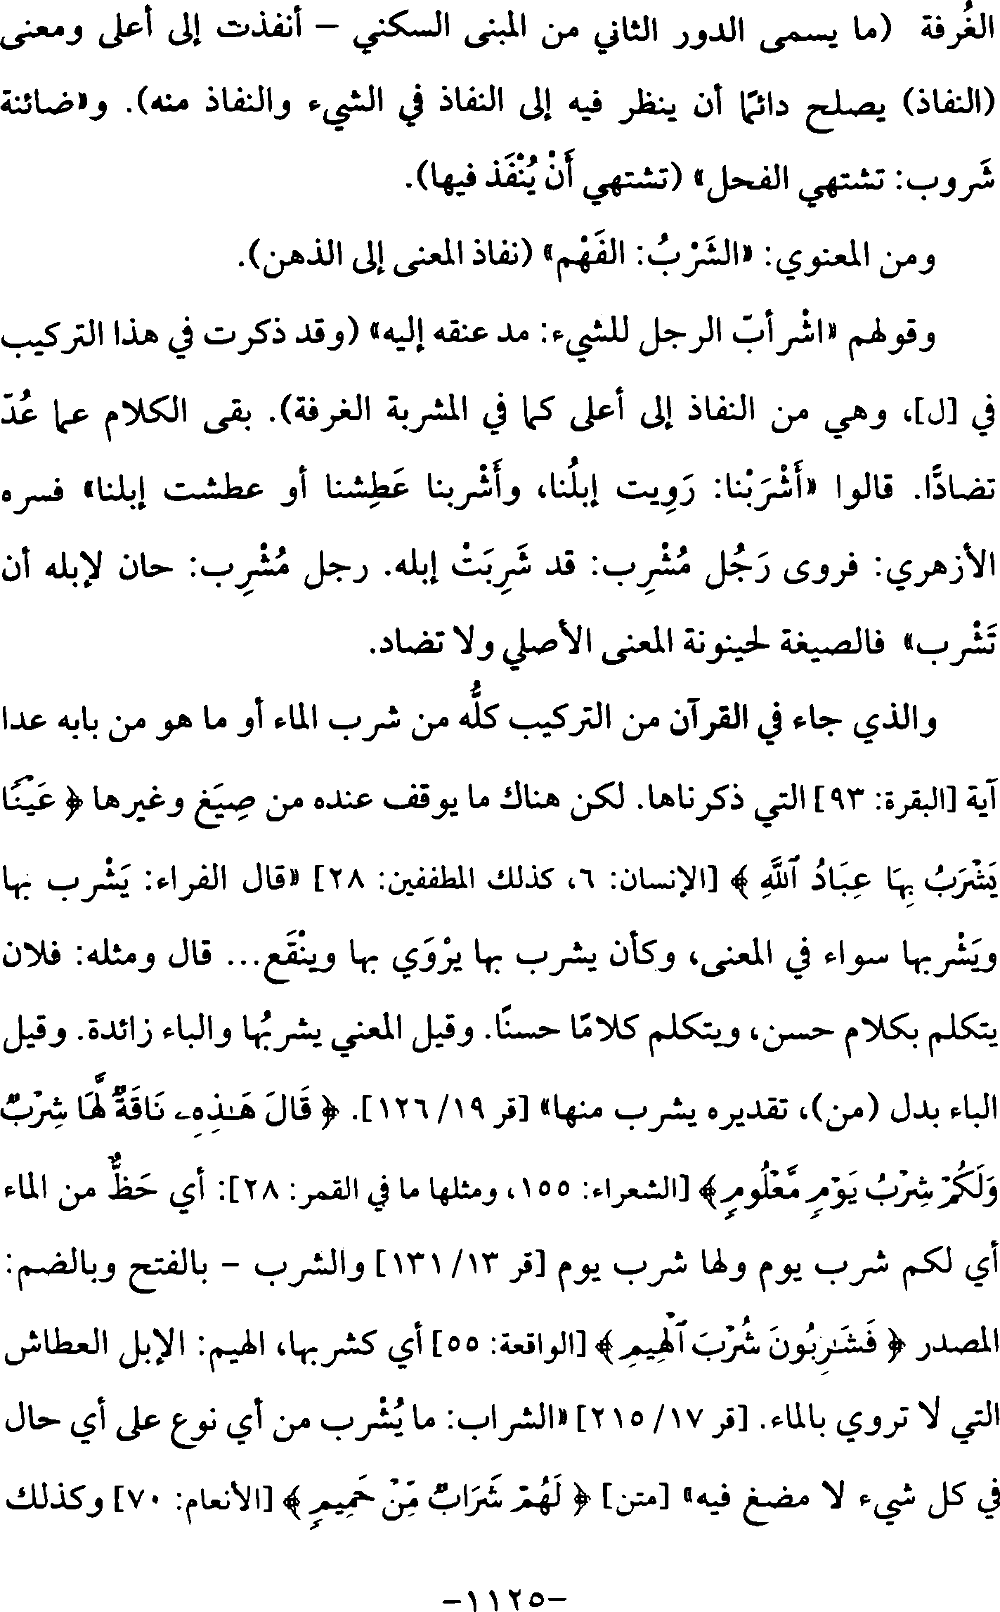 الغُرفة (ما يسمى الدور الثاني من المبنى السكني – أنفذت إلى أعلى ومعنى
(النفاذ) يصلح دائمًا أن ينظر فيه إلى النفاذ في الشيء والنفاذ منه). و«ضائنة
شَروب: تشتهي الفحل» (تشتهي أَنْ يُنْفَذ فيها).
ومن المعنوي: «الشَرْبُ: الفَهْم» (نفاذ المعنى إلى الذهن).
وقولهم «اشْرأبّ الرجل للشيء: مد عنقه إليه» (وقد ذكرت في هذا التركيب
في [ل]، وهي من النفاذ إلى أعلى كما في المشربة الغرفة). بقى الكلام عما عُدّ
تضادًّا. قالوا «أَشْرَبْنا: رَوِيت إبلُنا، وأَشْربنا عَطِشنا أو عطشت إبلنا» فسره
الأزهري: فروى رَجُل مُشْرِب: قد شَرِبَتْ إبله. رجل مُشْرِب: حان لإبله أن
تَشْرب» فالصيغة لحينونة المعنى الأصلي ولا تضاد.
والذي جاء في القرآن من التركيب كلُّه من شرب الماء أو ما هو من بابه عدا
آية [البقرة: ٩٣] التي ذكرناها. لكن هناك ما يوقف عنده من صِيَغ وغيرها ﴿ عَيْنًا
يَشْرَبُ بِهَا عِبَادُ ٱللَّهِ ﴾ [الإنسان: ٦، كذلك المطففين: ٢٨] «قال الفراء: يَشْرب بها
ويَشْربها سواء في المعنى، وكأن يشرب بها يرْوَي بها وينْقَع... قال ومثله: فلان
يتكلم بكلام حسن، ويتكلم كلامًا حسنًا. وقيل المعني يشربُها والباء زائدة. وقيل
الباء بدل (من)، تقديره يشرب منها» [قر ١٩/ ١٢٦]. ﴿ قَالَ هَـٰذِهِۦ نَاقَةٌ لَّهَا شِرْبٌ
وَلَكُمْ شِرْبُ يَوْمٍ مَّعْلُومٍ﴾ [الشعراء: ١٥٥، ومثلها ما في القمر: ٢٨]: أي حَظٌّ من الماء
أي لكم شرب يوم ولها شرب يوم [قر ١٣/ ١٣١] والشرب – بالفتح وبالضم:
المصدر ﴿ فَشَـٰرِبُونَ شُرْبَ ٱلْهِيمِ ﴾ [الواقعة: ٥٥] أي كشربها، الهيم: الإبل العطاش
التي لا تروي بالماء. [قر ١٧/ ٢١٥] «الشراب: ما يُشْرب من أي نوع على أي حال
في كل شيء لا مضغ فيه» [متن] ﴿ لَهُمْ شَرَابٌ مِّنْ حَمِيمٍ ﴾ [الأنعام: ٧٠] وكذلك
-١١٢٥-